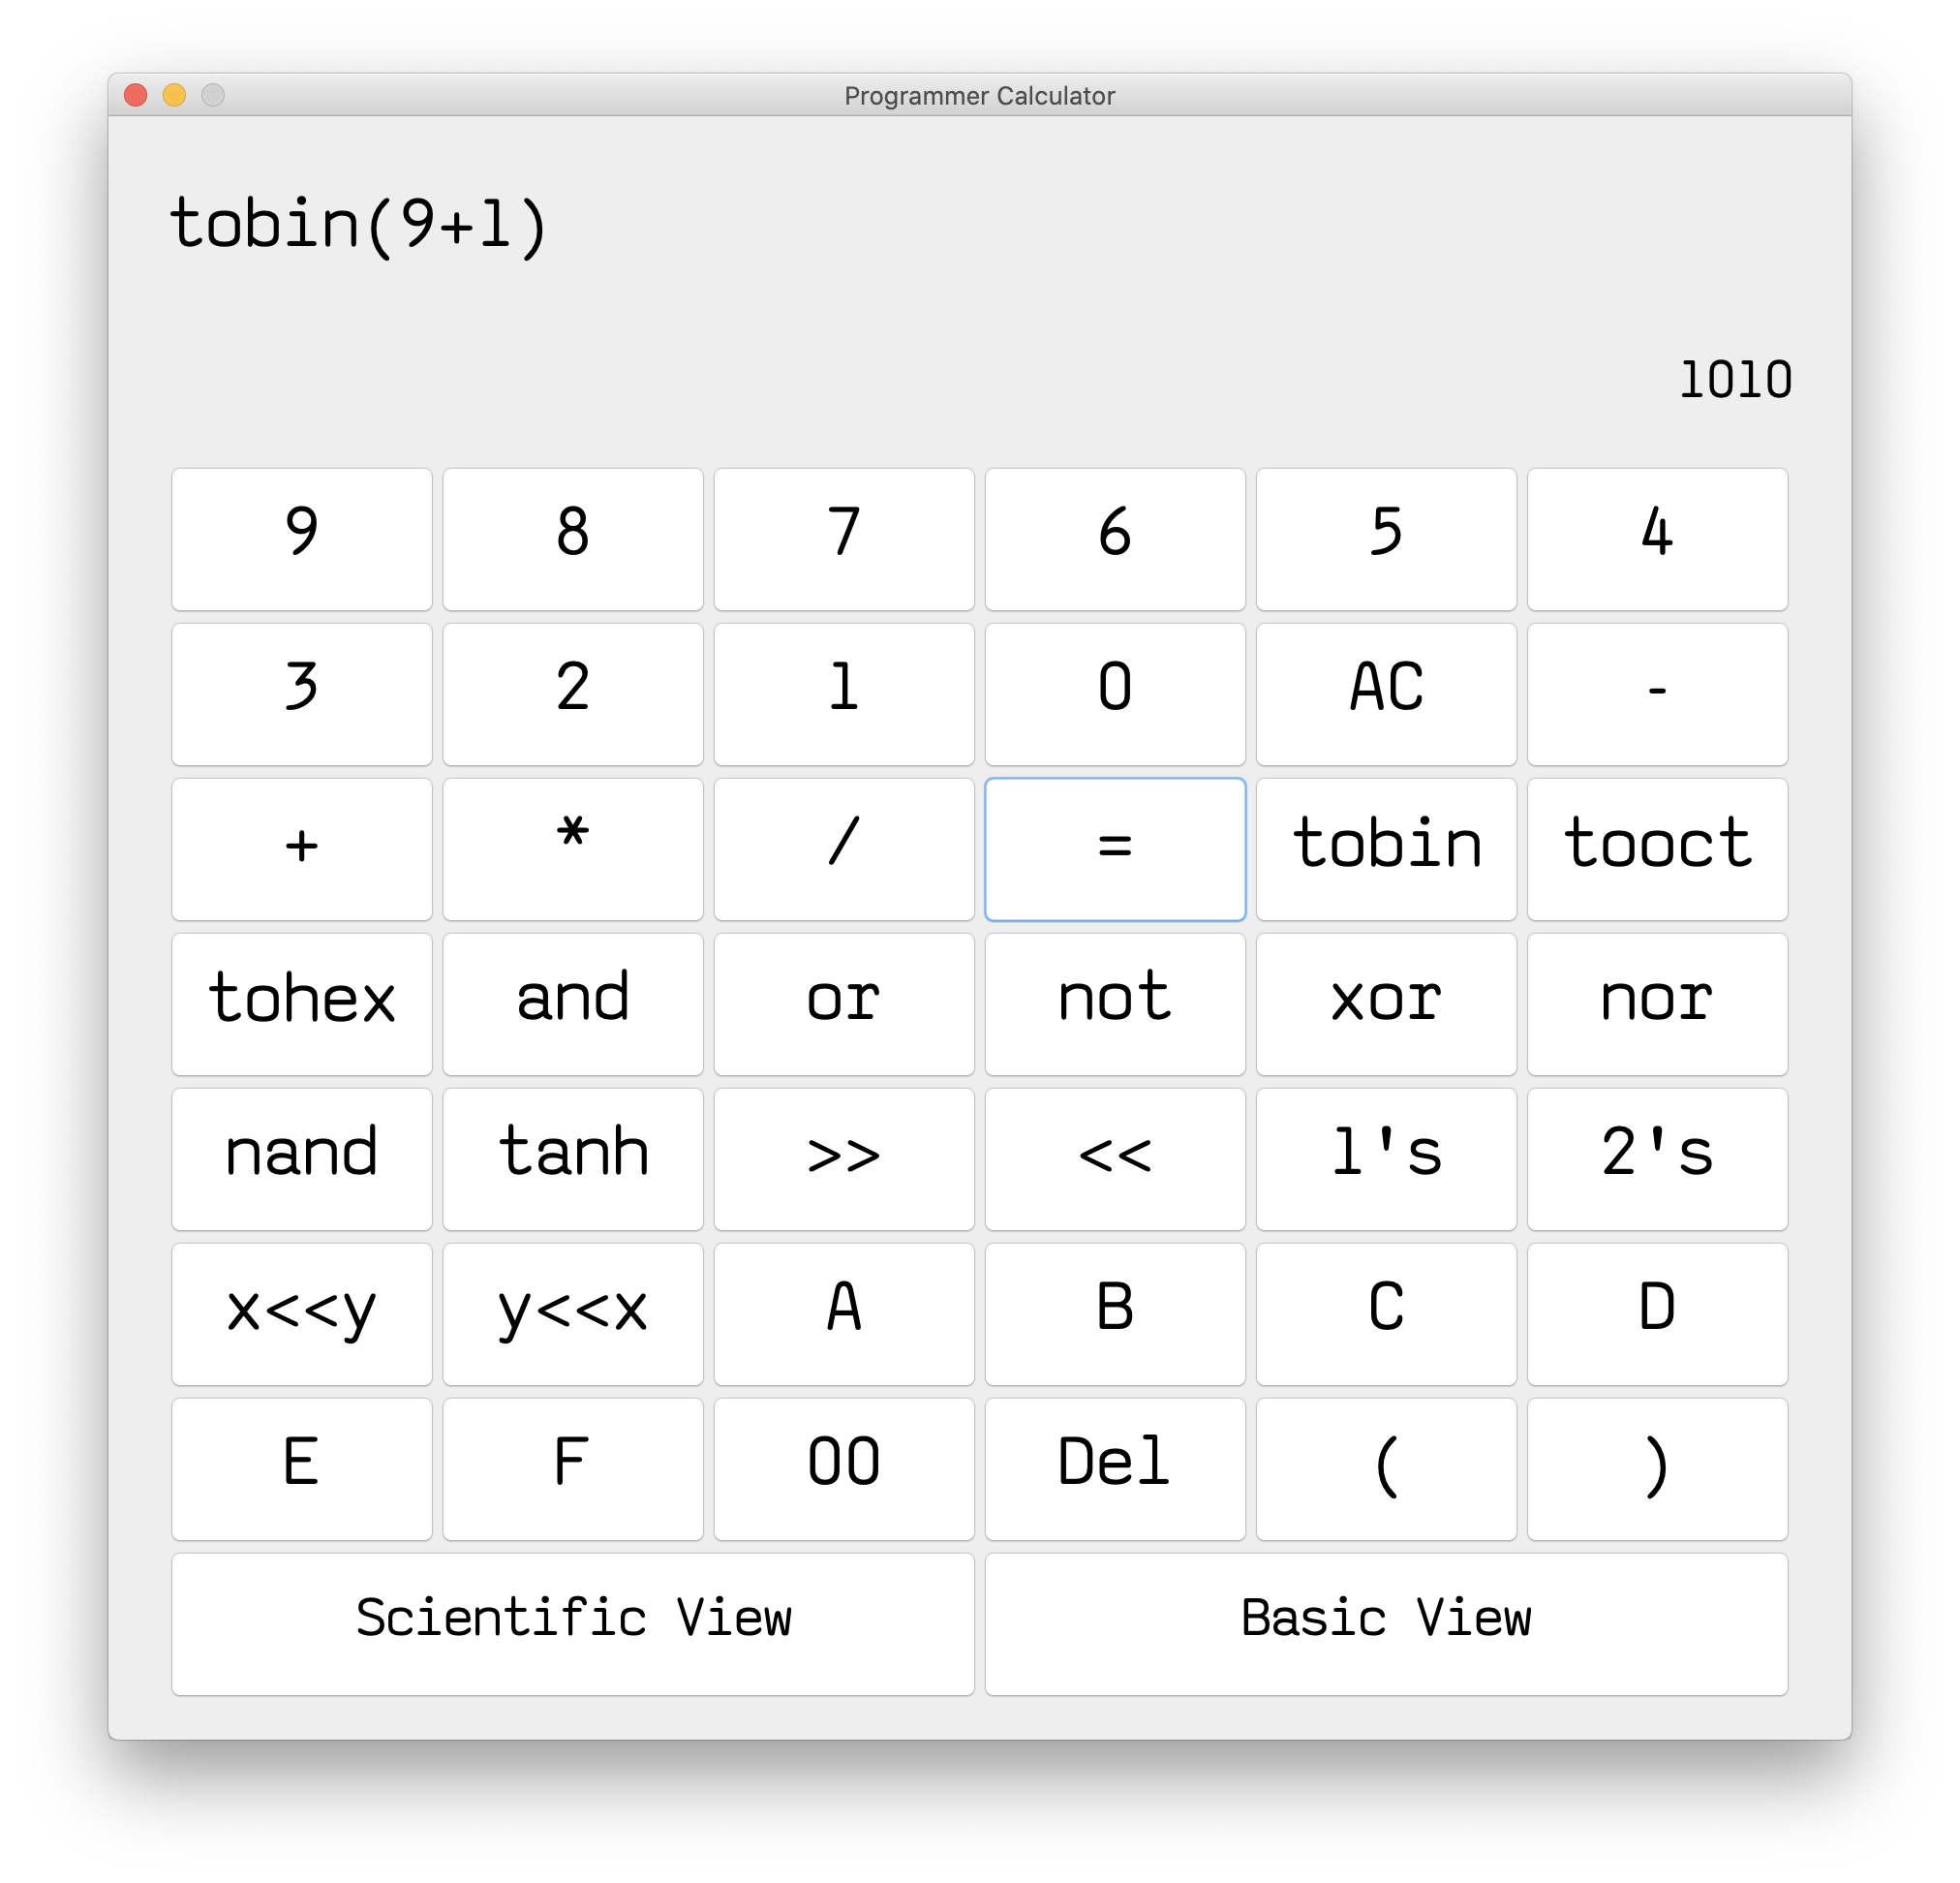 Programmer Calculator
tobin(9+1)
1010
9 8 7 6 5 4
3 2 1 0 AC -
+ * / = tobin tooct
tohex and or not xor nor
nand tanh >> << 1's 2's
x<<y y<<x A B C D
E F 00 Del ( )
Scientific View Basic View